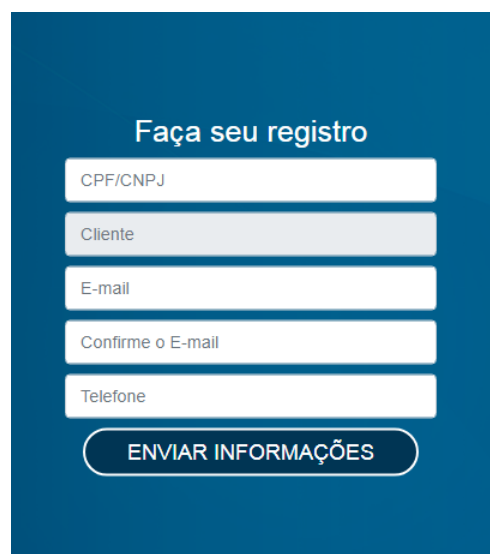 Faça seu registro
CPF/CNPJ
Cliente
E-mail
Confirme o E-mail
Telefone
ENVIAR INFORMAÇÕES